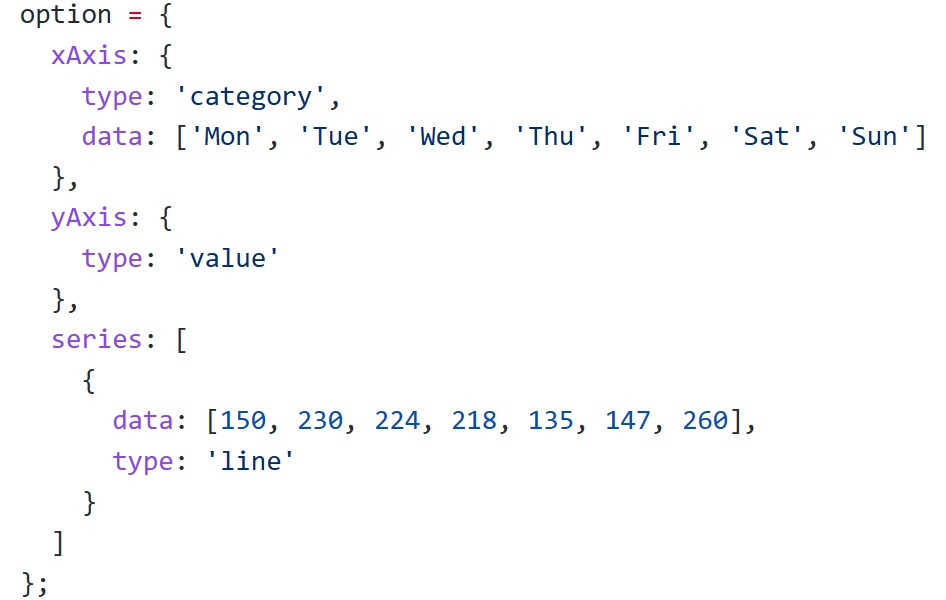 option = {
  xAxis: {
    type: 'category',
    data: ['Mon', 'Tue', 'Wed', 'Thu', 'Fri', 'Sat', 'Sun']
  },
  yAxis: {
    type: 'value'
  },
  series: [
    {
      data: [150, 230, 224, 218, 135, 147, 260],
      type: 'line'
    }
  ]
};